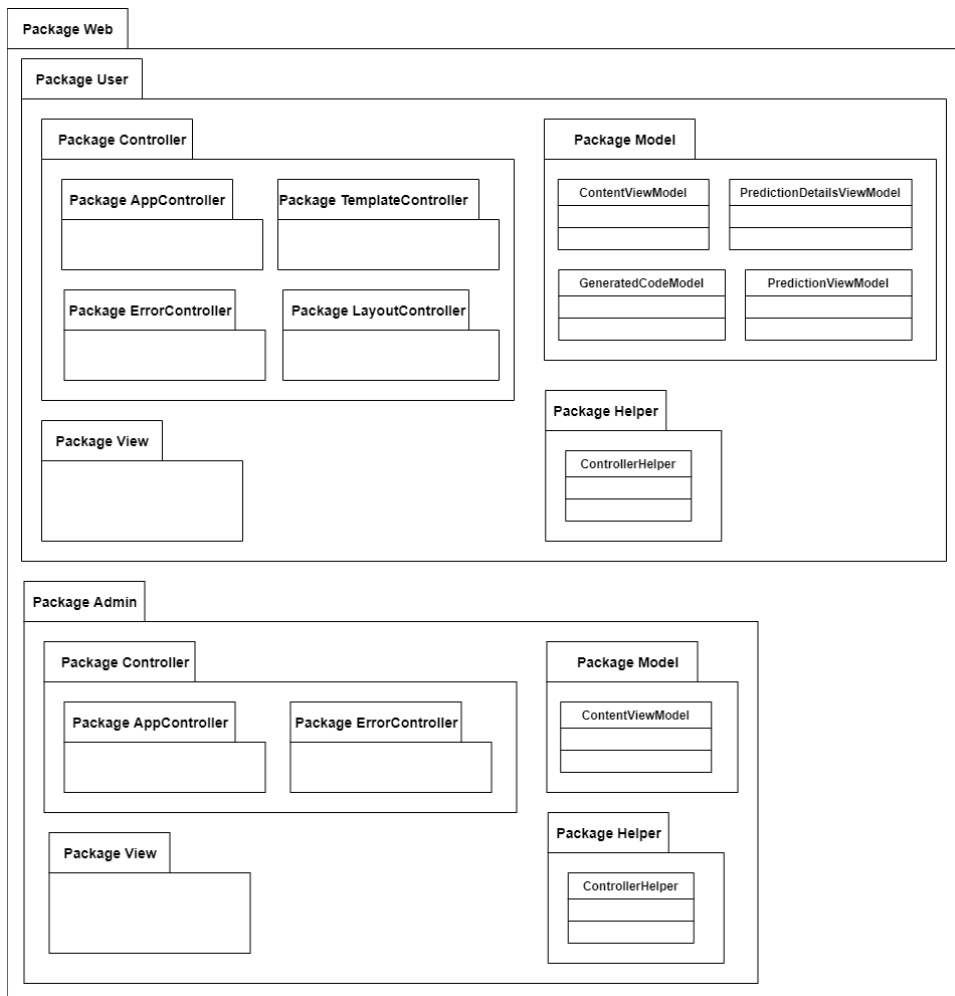 Package Web
Package User
Package Controller
Package AppController
Package TemplateController
Package ErrorController
Package LayoutController
Package Model
ContentViewModel
PredictionDetailsViewModel
GeneratedCodeModel
PredictionViewModel
Package View
Package Helper
ControllerHelper
Package Admin
Package Controller
Package AppController
Package ErrorController
Package Model
ContentViewModel
Package View
Package Helper
ControllerHelper